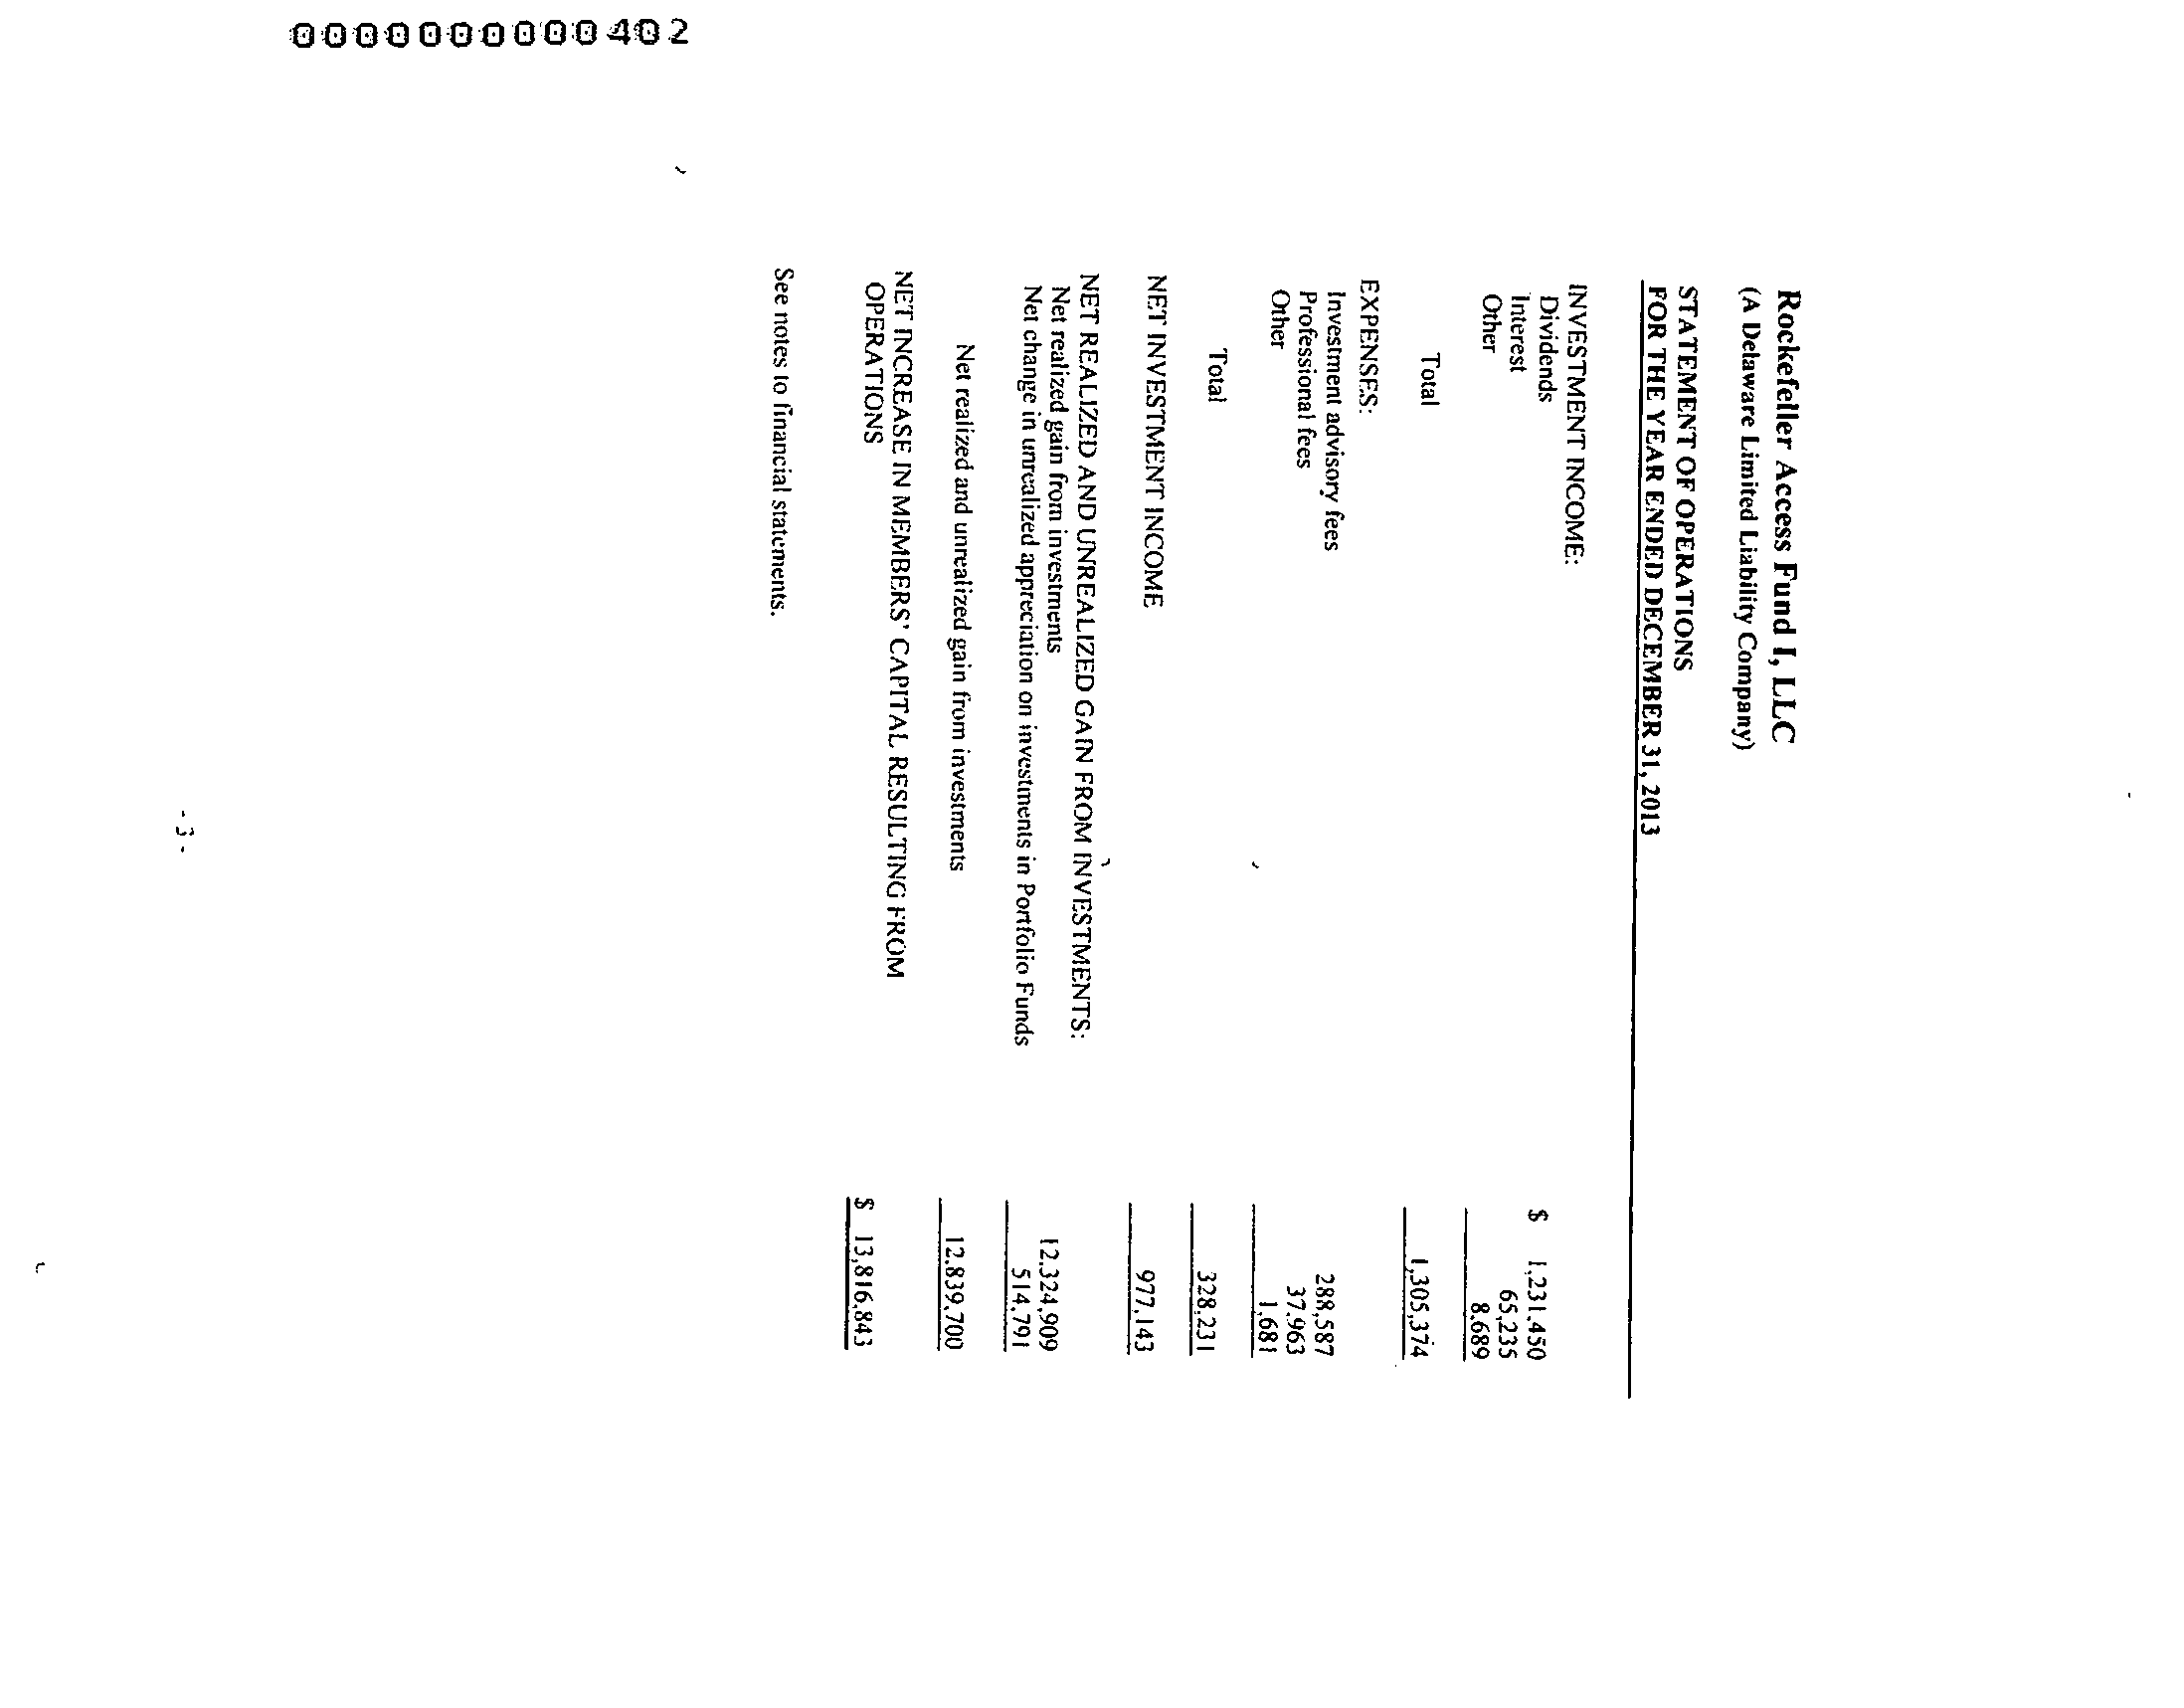 Rockefeller Access Fund I, LLC
(A Delaware Limited Liability Company)
STATEMENT OF OPERATIONS
FOR THE YEAR ENDED DECEMBER 31, 2013
INVESTMENT INCOME:
Dividends $ 1,231,450
Interest 65,235
Other 8,689
Total 1,305,374
EXPENSES:
Investment advisory fees 288,587
Professional fees 37,963
Other 1,681
Total 328,231
NET INVESTMENT INCOME 977,143
NET REALIZED AND UNREALIZED GAIN FROM INVESTMENTS:
Net realized gain from investments 12,324,909
Net change in unrealized appreciation on investments in Portfolio Funds 514,791
Net realized and unrealized gain from investments 12,839,700
NET INCREASE IN MEMBERS' CAPITAL RESULTING FROM
OPERATIONS $ 13,816,843
See notes to financial statements.
- 3 -
0000000000402